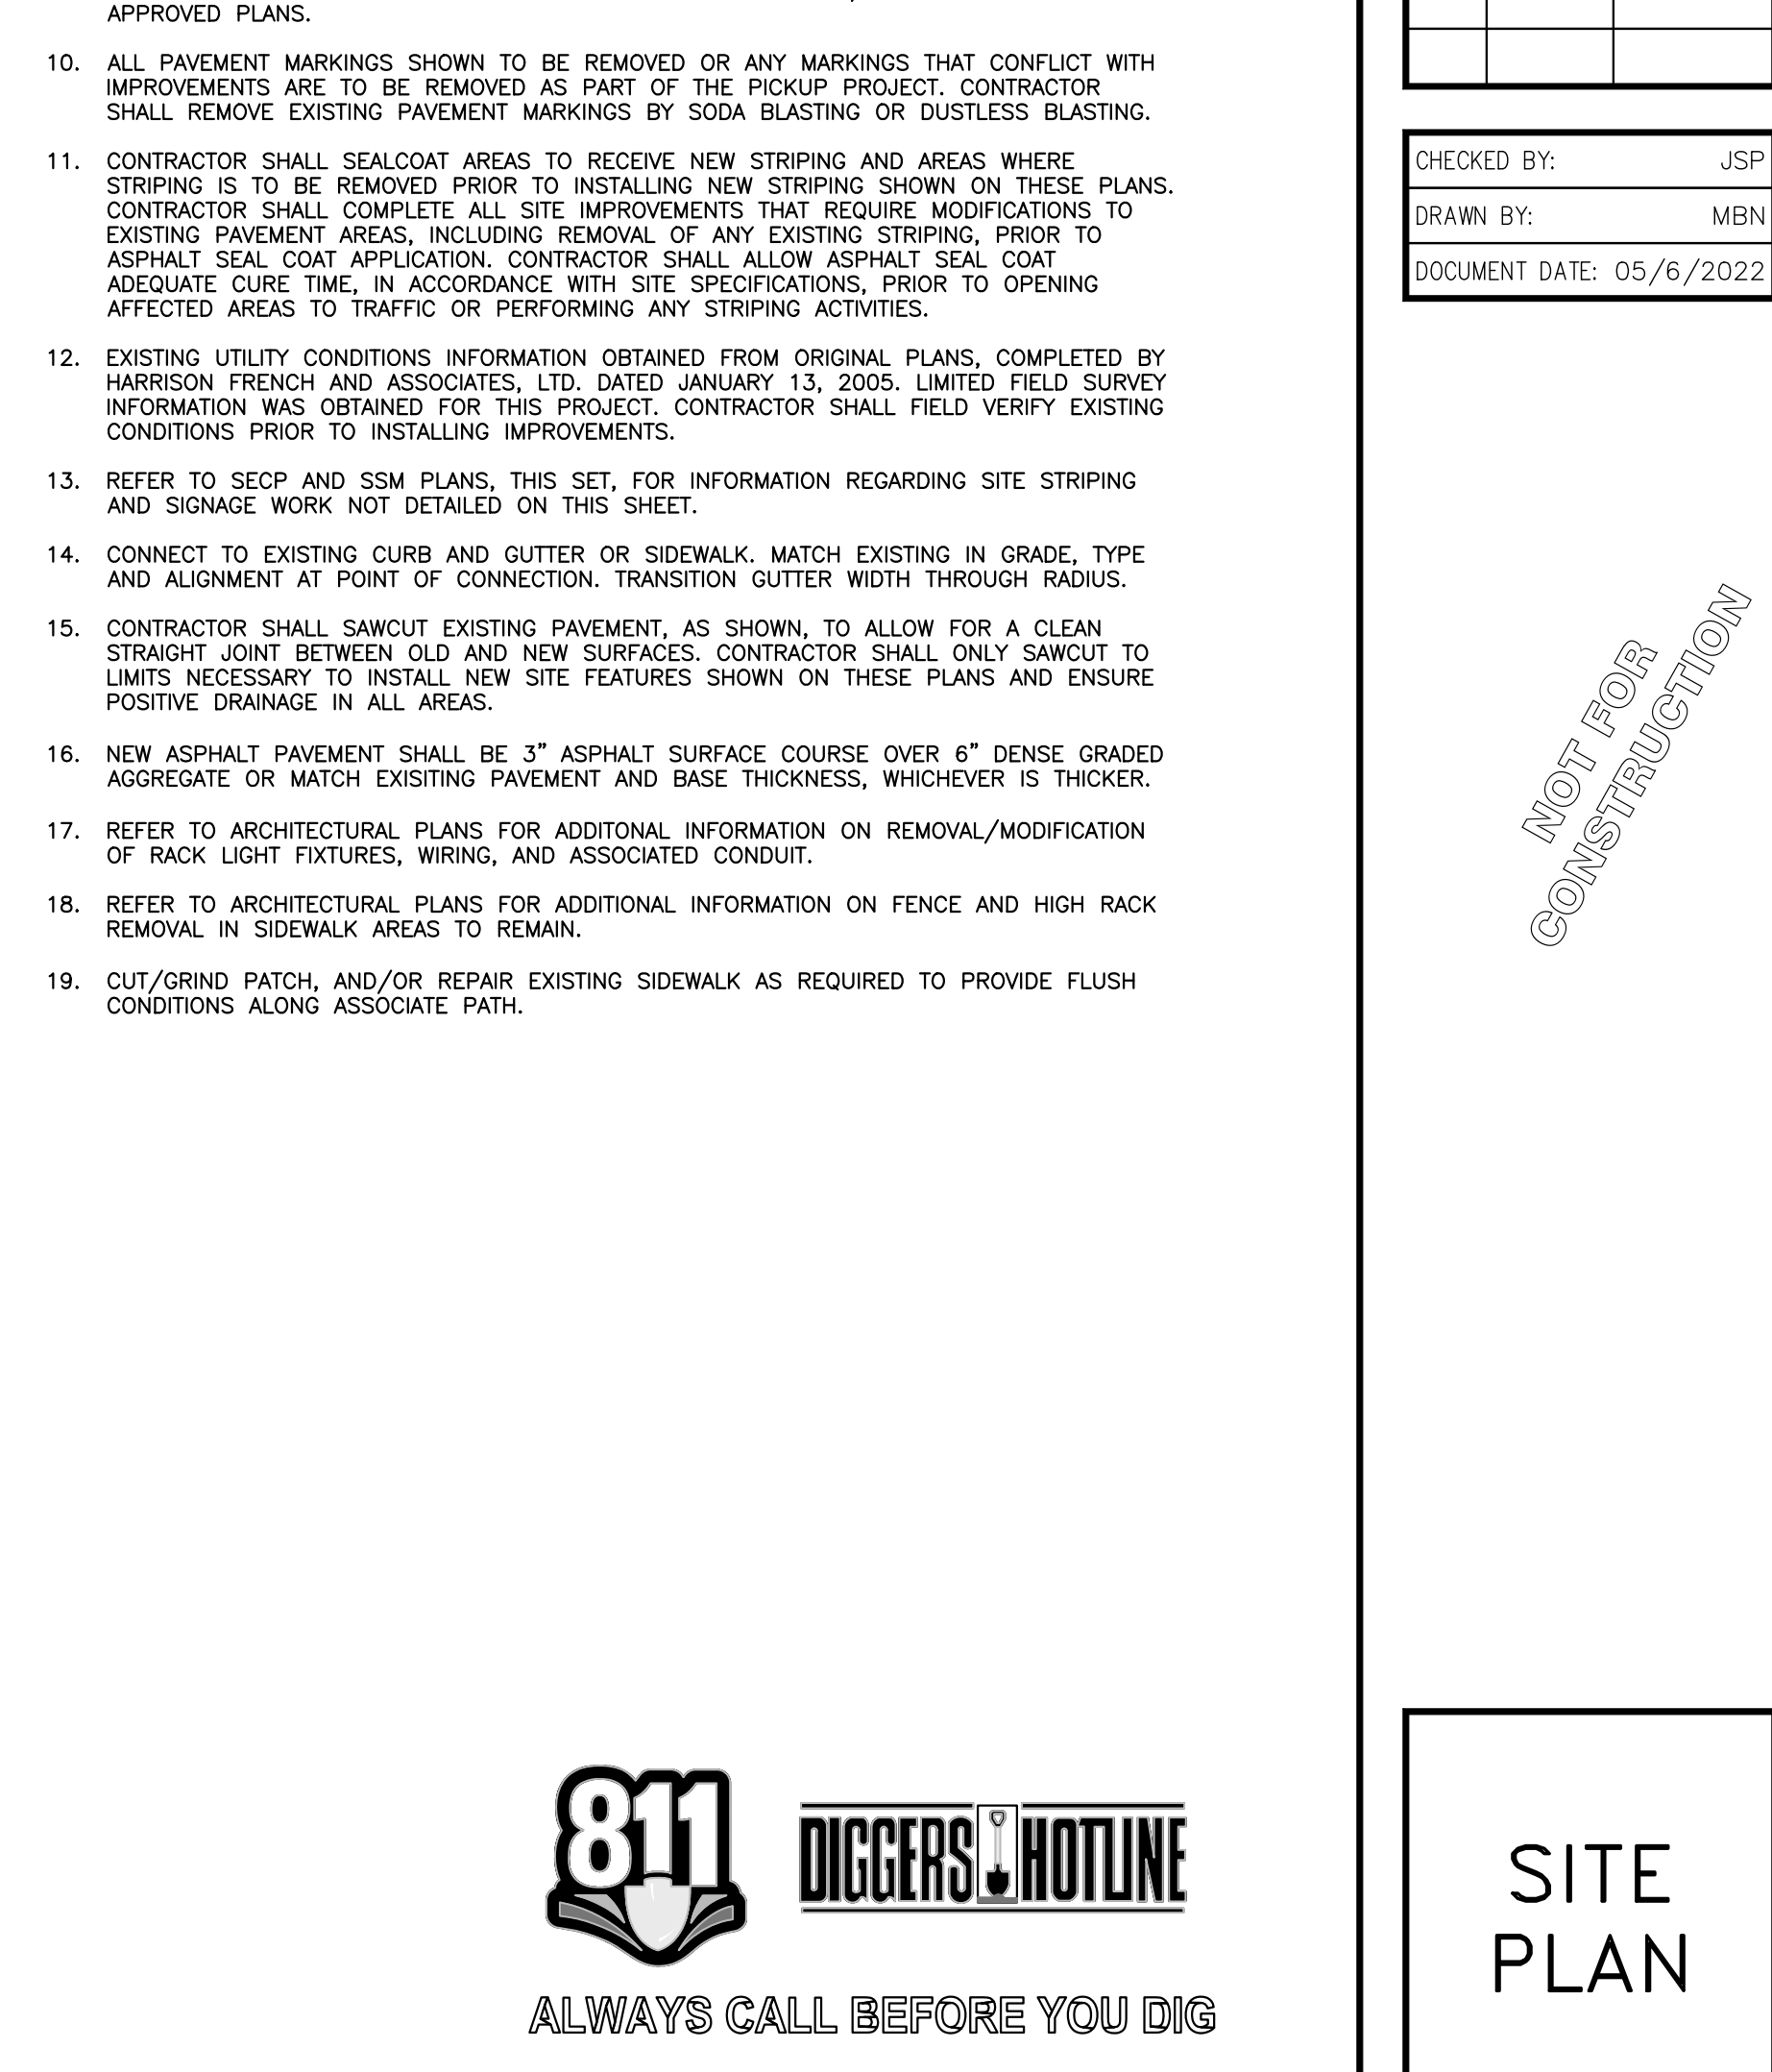 APPROVED PLANS.
10. ALL PAVEMENT MARKINGS SHOWN TO BE REMOVED OR ANY MARKINGS THAT CONFLICT WITH
IMPROVEMENTS ARE TO BE REMOVED AS PART OF THE PICKUP PROJECT. CONTRACTOR
SHALL REMOVE EXISTING PAVEMENT MARKINGS BY SODA BLASTING OR DUSTLESS BLASTING.
11. CONTRACTOR SHALL SEALCOAT AREAS TO RECEIVE NEW STRIPING AND AREAS WHERE
STRIPING IS TO BE REMOVED PRIOR TO INSTALLING NEW STRIPING SHOWN ON THESE PLANS.
CONTRACTOR SHALL COMPLETE ALL SITE IMPROVEMENTS THAT REQUIRE MODIFICATIONS TO
EXISTING PAVEMENT AREAS, INCLUDING REMOVAL OF ANY EXISTING STRIPING, PRIOR TO
ASPHALT SEAL COAT APPLICATION. CONTRACTOR SHALL ALLOW ASPHALT SEAL COAT
ADEQUATE CURE TIME, IN ACCORDANCE WITH SITE SPECIFICATIONS, PRIOR TO OPENING
AFFECTED AREAS TO TRAFFIC OR PERFORMING ANY STRIPING ACTIVITIES.
12. EXISTING UTILITY CONDITIONS INFORMATION OBTAINED FROM ORIGINAL PLANS, COMPLETED BY
HARRISON FRENCH AND ASSOCIATES, LTD. DATED JANUARY 13, 2005. LIMITED FIELD SURVEY
INFORMATION WAS OBTAINED FOR THIS PROJECT. CONTRACTOR SHALL FIELD VERIFY EXISTING
CONDITIONS PRIOR TO INSTALLING IMPROVEMENTS.
13. REFER TO SECP AND SSM PLANS, THIS SET, FOR INFORMATION REGARDING SITE STRIPING
AND SIGNAGE WORK NOT DETAILED ON THIS SHEET.
14. CONNECT TO EXISTING CURB AND GUTTER OR SIDEWALK. MATCH EXISTING IN GRADE, TYPE
AND ALIGNMENT AT POINT OF CONNECTION. TRANSITION GUTTER WIDTH THROUGH RADIUS.
15. CONTRACTOR SHALL SAWCUT EXISTING PAVEMENT, AS SHOWN, TO ALLOW FOR A CLEAN
STRAIGHT JOINT BETWEEN OLD AND NEW SURFACES. CONTRACTOR SHALL ONLY SAWCUT TO
LIMITS NECESSARY TO INSTALL NEW SITE FEATURES SHOWN ON THESE PLANS AND ENSURE
POSITIVE DRAINAGE IN ALL AREAS.
16. NEW ASPHALT PAVEMENT SHALL BE 3" ASPHALT SURFACE COURSE OVER 6" DENSE GRADED
AGGREGATE OR MATCH EXISITING PAVEMENT AND BASE THICKNESS, WHICHEVER IS THICKER.
17. REFER TO ARCHITECTURAL PLANS FOR ADDITONAL INFORMATION ON REMOVAL/MODIFICATION
OF RACK LIGHT FIXTURES, WIRING, AND ASSOCIATED CONDUIT.
18. REFER TO ARCHITECTURAL PLANS FOR ADDITIONAL INFORMATION ON FENCE AND HIGH RACK
REMOVAL IN SIDEWALK AREAS TO REMAIN.
19. CUT/GRIND PATCH, AND/OR REPAIR EXISTING SIDEWALK AS REQUIRED TO PROVIDE FLUSH
CONDITIONS ALONG ASSOCIATE PATH.
811
DIGGERS HOTLINE
ALWAYS CALL BEFORE YOU DIG
CHECKED BY: JSP
DRAWN BY: MBN
DOCUMENT DATE: 05/6/2022
NOT FOR
CONSTRUCTION
SITE
PLAN